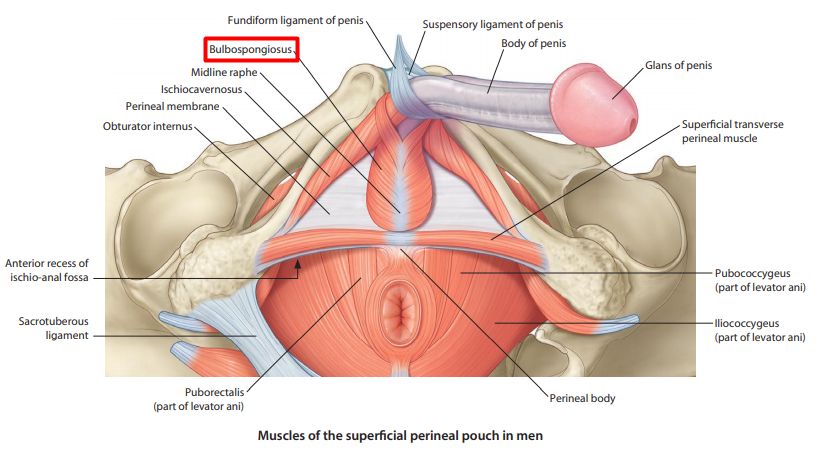 Fundiform ligament of penis
Suspensory ligament of penis
Bulbospongiosus
Body of penis
Midline raphe
Glans of penis
Ischiocavernosus
Perineal membrane
Obturator internus
Superficial transverse
perineal muscle
Anterior recess of
ischio-anal fossa
Pubococcygeus
(part of levator ani)
Sacrotuberous
ligament
Iliococcygeus
(part of levator ani)
Puborectalis
(part of levator ani)
Perineal body
Muscles of the superficial perineal pouch in men